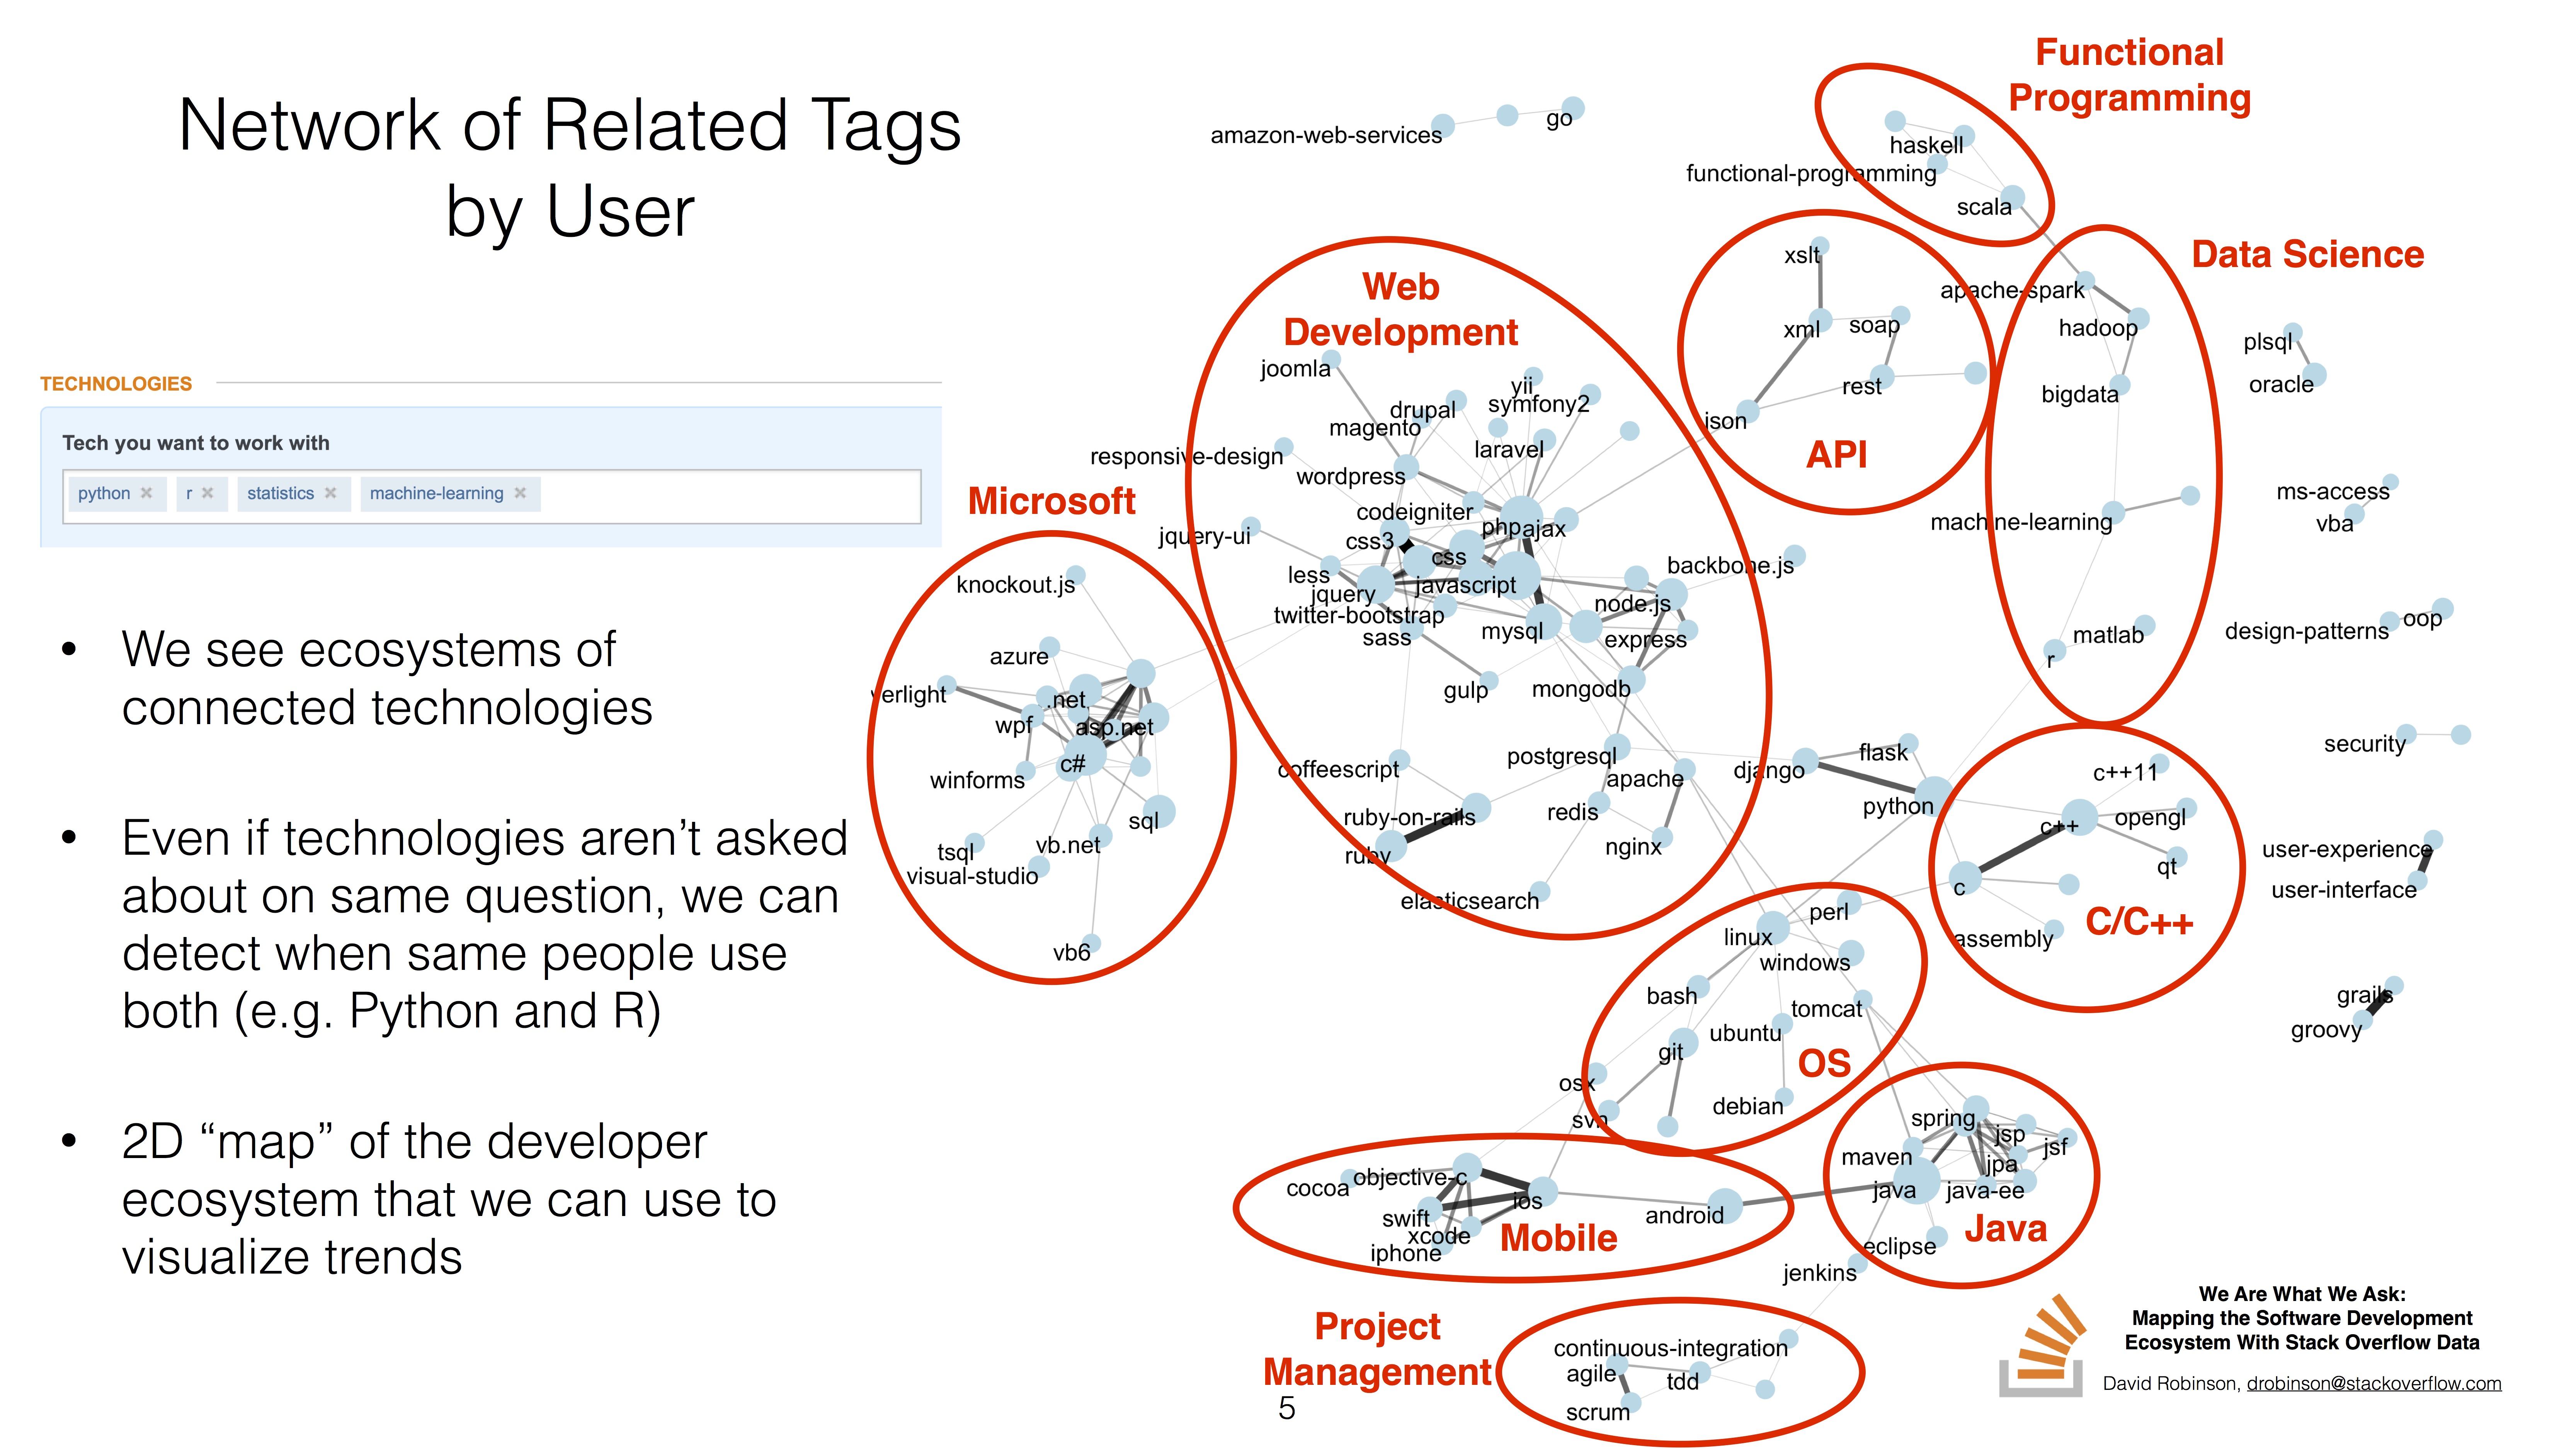 Network of Related Tags
by User
TECHNOLOGIES
Tech you want to work with
python × r × statistics × machine-learning ×
• We see ecosystems of
connected technologies
• Even if technologies aren’t asked
about on same question, we can
detect when same people use
both (e.g. Python and R)
• 2D “map” of the developer
ecosystem that we can use to
visualize trends
amazon-web-services
go
Functional
Programming
haskell
functional-programming
scala
Web
Development
joomla
yii
drupal
symfony2
magento
laravel
responsive-design
wordpress
codeigniter
php
ajax
jquery-ui
css3
css
less
javascript
jquery
backbone.js
node.js
twitter-bootstrap
sass
mysql
express
gulp
mongodb
coffeescript
postgresql
apache
ruby-on-rails
redis
ruby
nginx
elasticsearch
API
xslt
xml
soap
rest
json
Data Science
apache-spark
hadoop
bigdata
machine-learning
matlab
r
plsql
oracle
ms-access
vba
design-patterns
oop
security
user-experience
user-interface
grails
groovy
Microsoft
knockout.js
azure
verlight
.net
wpf
asp.net
c#
winforms
sql
tsql
vb.net
visual-studio
vb6
django
flask
python
C/C++
c++11
c++
opengl
qt
c
assembly
OS
perl
linux
windows
bash
tomcat
ubuntu
git
osx
svn
debian
Java
spring
jsp
jsf
maven
jpa
java
java-ee
eclipse
jenkins
Mobile
cocoa
objective-c
ios
swift
xcode
iphone
android
Project
Management
continuous-integration
agile
tdd
scrum
5
We Are What We Ask:
Mapping the Software Development
Ecosystem With Stack Overflow Data
David Robinson, drobinson@stackoverflow.com